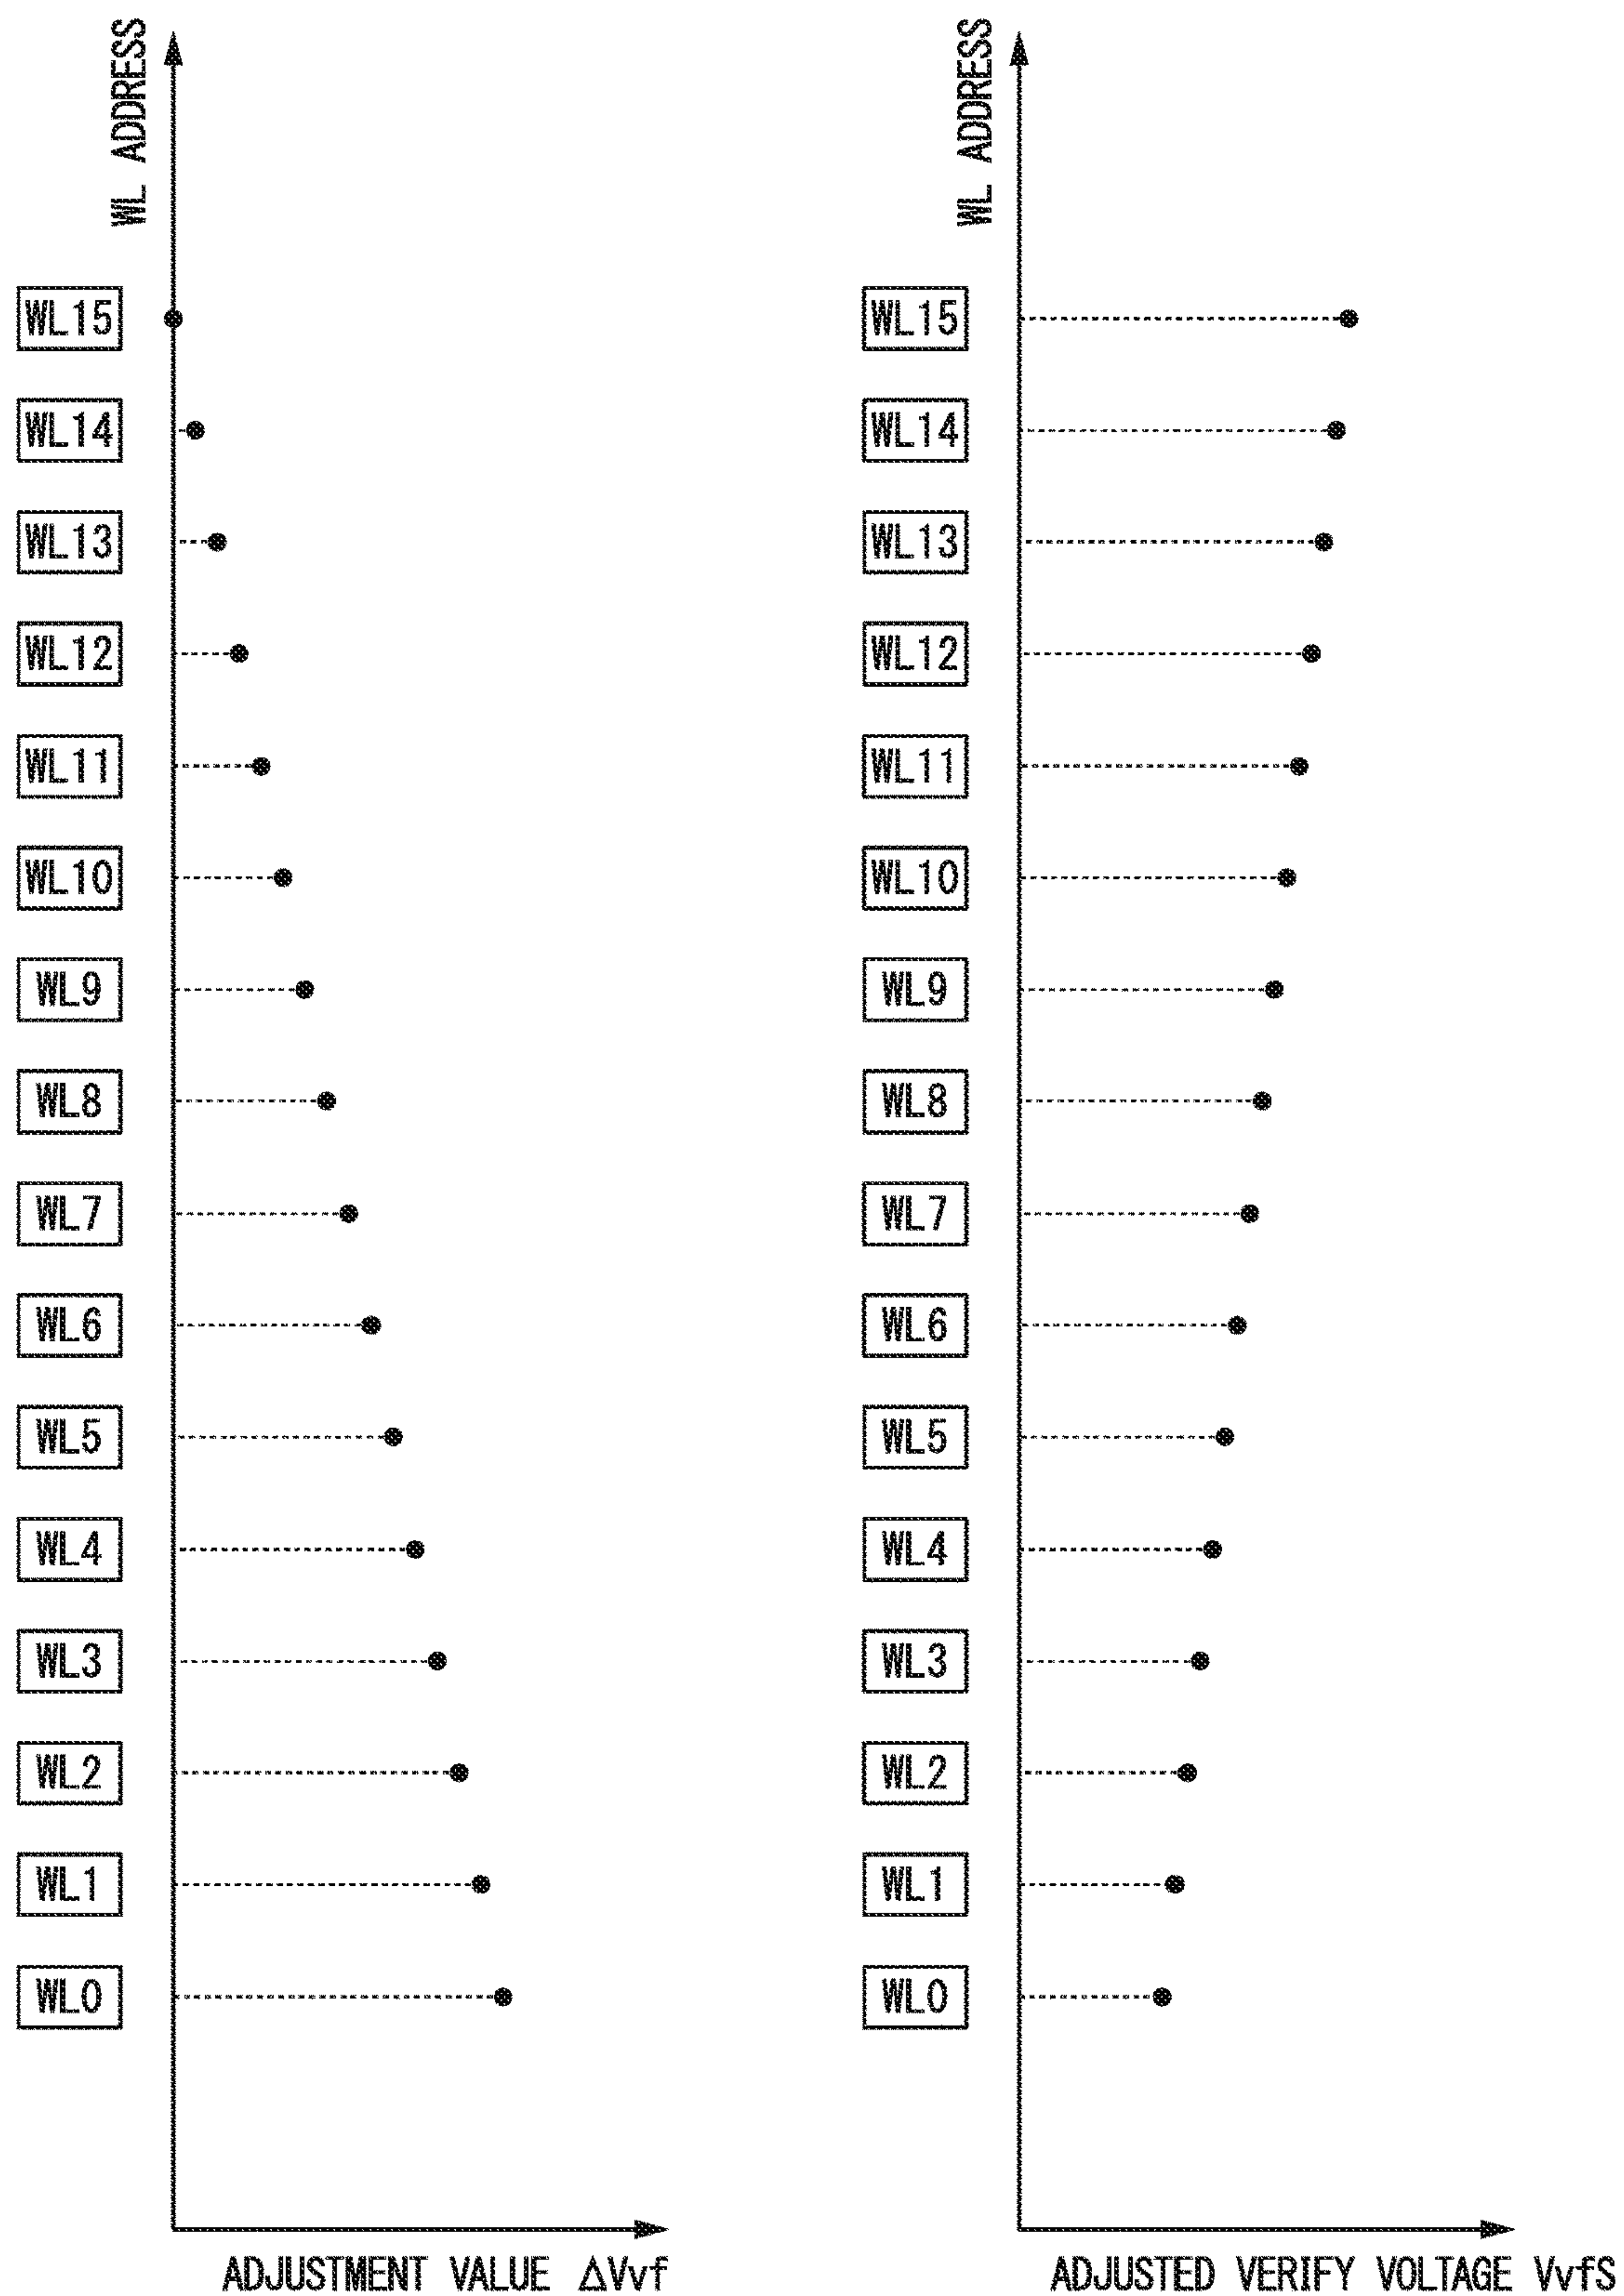 WL ADDRESS
WL15
WL14
WL13
WL12
WL11
WL10
WL9
WL8
WL7
WL6
WL5
WL4
WL3
WL2
WL1
WL0
ADJUSTMENT VALUE ΔVvf
WL ADDRESS
WL15
WL14
WL13
WL12
WL11
WL10
WL9
WL8
WL7
WL6
WL5
WL4
WL3
WL2
WL1
WL0
ADJUSTED VERIFY VOLTAGE VvfS